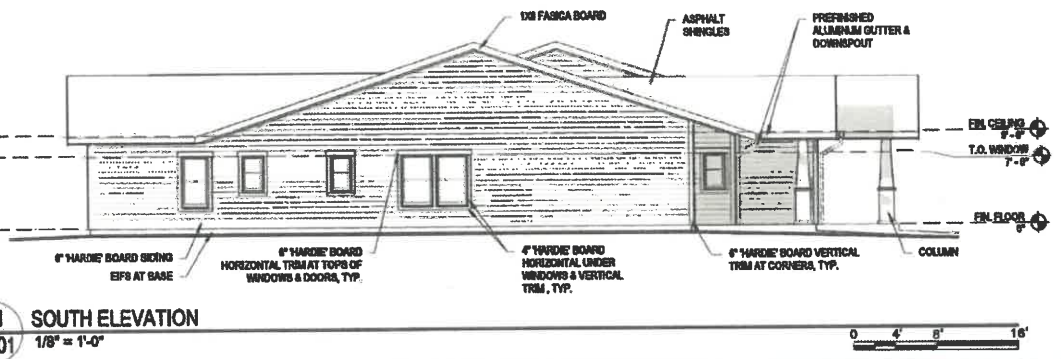 1X8 FASICA BOARD
ASPHALT
SHINGLES
PREFINISHED
ALUMINUM GUTTER &
DOWNSPOUT
FIN. CEILING
T.O. WINDOW
FIN. FLOOR
0"
6" 'HARDIE' BOARD SIDING
EIFS AT BASE
6" 'HARDIE' BOARD
HORIZONTAL TRIM AT TOPS OF
WINDOWS & DOORS, TYP.
4" 'HARDIE' BOARD
HORIZONTAL UNDER
WINDOWS & VERTICAL
TRIM , TYP.
6" 'HARDIE' BOARD VERTICAL
TRIM AT CORNERS, TYP.
COLUMN
SOUTH ELEVATION
01
1/8" = 1'-0"
0 4' 8' 16'